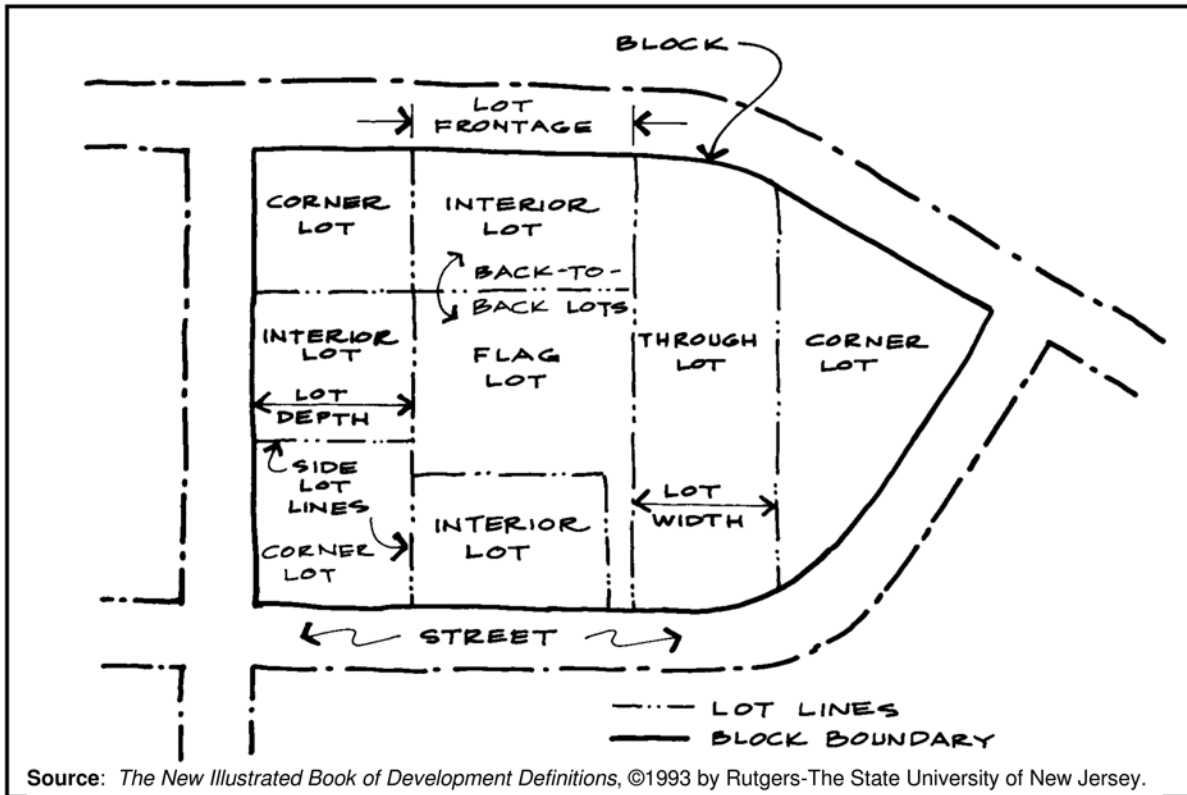 BLOCK
LOT
FRONTAGE
CORNER
LOT
INTERIOR
LOT
BACK-TO-
BACK LOTS
INTERIOR
LOT
FLAG
LOT
THROUGH
LOT
CORNER
LOT
LOT
DEPTH
SIDE
LOT
LINES
LOT
WIDTH
INTERIOR
LOT
CORNER
LOT
STREET
LOT LINES
BLOCK BOUNDARY
Source: The New Illustrated Book of Development Definitions, ©1993 by Rutgers-The State University of New Jersey.